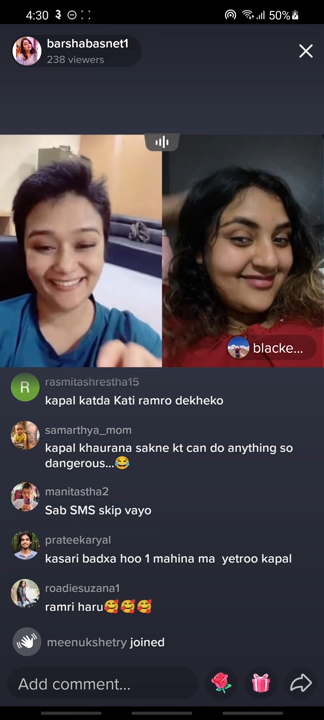 4:30
50%
barshabasnet1
238 viewers
blacke...
R
rasmitashrestha15
kapal katda Kati ramro dekheko
samarthya_mom
kapal khaurana sakne kt can do anything so
dangerous...😂
manitastha2
Sab SMS skip vayo
prateekaryal
kasari badxa hoo 1 mahina ma yetroo kapal
roadiesuzana1
ramri haru🥰🥰🥰
meenukshetry joined
Add comment...